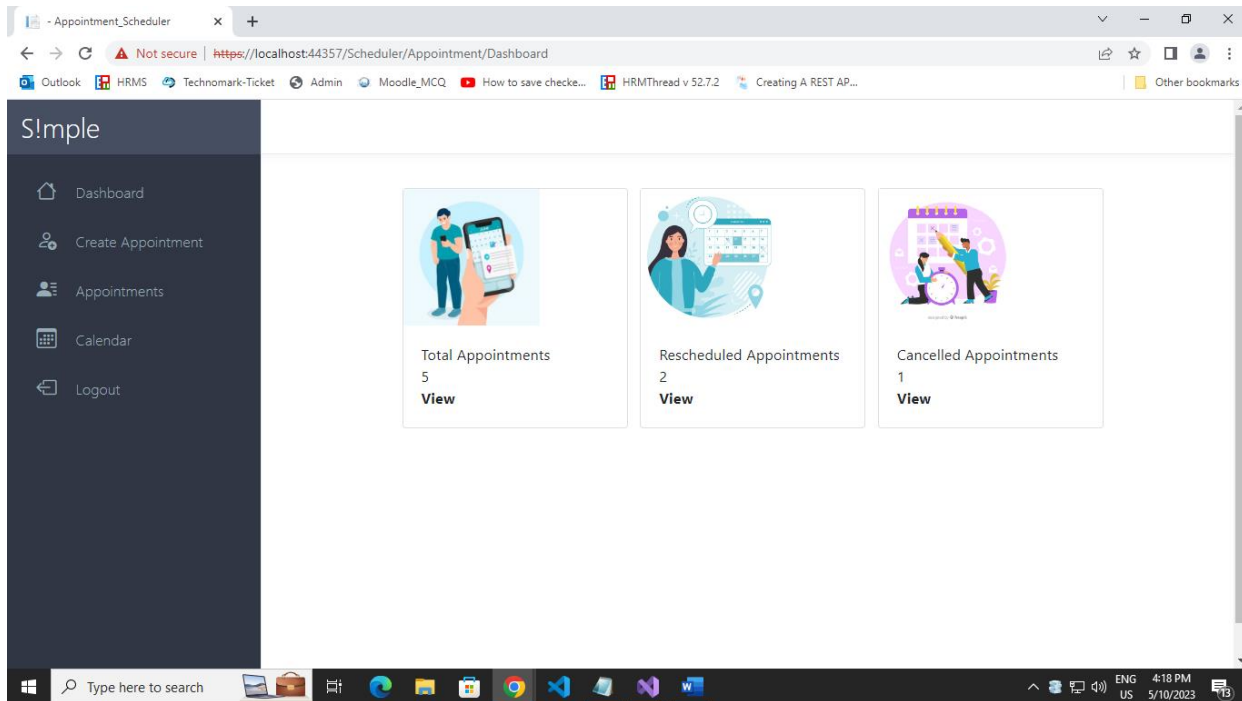 - Appointment_Scheduler
Not secure | https://localhost:44357/Scheduler/Appointment/Dashboard
Outlook HRMS Technomark-Ticket Admin Moodle_MCQ How to save checke... HRMThread v 52.7.2 Creating A REST AP... Other bookmarks
S!mple
Dashboard
Create Appointment
Appointments
Calendar
Logout
Total Appointments
5
View
Rescheduled Appointments
2
View
Cancelled Appointments
1
View
Type here to search
ENG
US
4:18 PM
5/10/2023
13